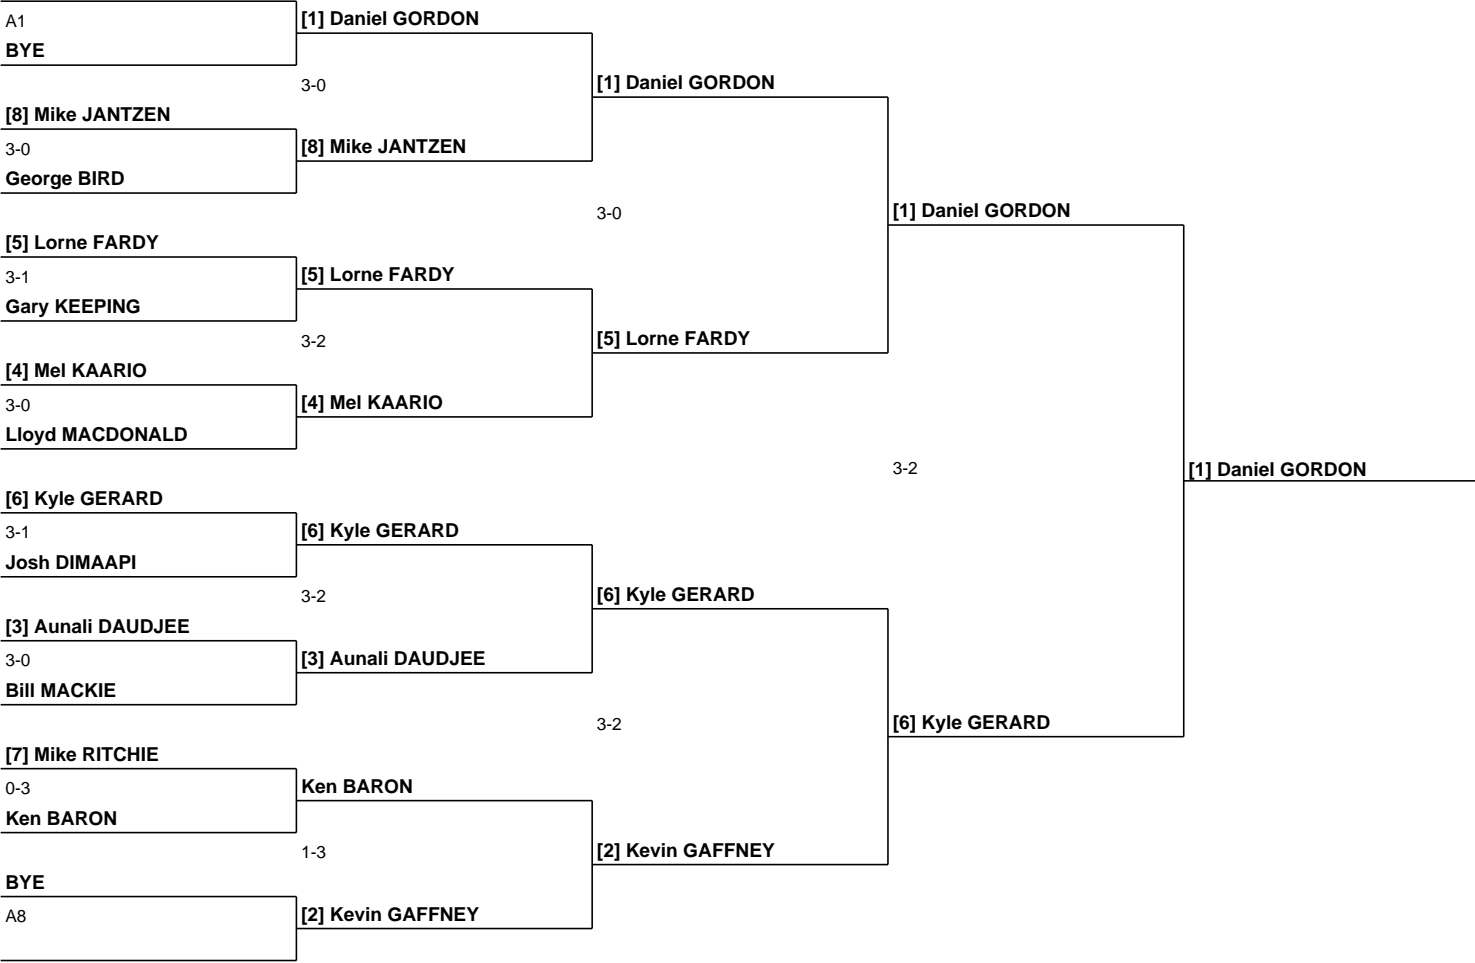 A1
BYE
[8] Mike JANTZEN
3-0
George BIRD
[5] Lorne FARDY
3-1
Gary KEEPING
[4] Mel KAARIO
3-0
Lloyd MACDONALD
[6] Kyle GERARD
3-1
Josh DIMAAPI
[3] Aunali DAUDJEE
3-0
Bill MACKIE
[7] Mike RITCHIE
0-3
Ken BARON
BYE
A8
[1] Daniel GORDON
3-0
[8] Mike JANTZEN
[5] Lorne FARDY
3-2
[4] Mel KAARIO
[6] Kyle GERARD
3-2
[3] Aunali DAUDJEE
Ken BARON
1-3
[2] Kevin GAFFNEY
[1] Daniel GORDON
3-0
[5] Lorne FARDY
[6] Kyle GERARD
3-2
[2] Kevin GAFFNEY
[1] Daniel GORDON
3-2
[6] Kyle GERARD
[1] Daniel GORDON